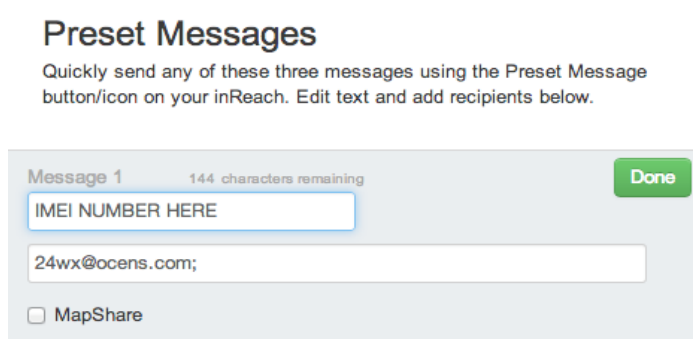 Preset Messages
Quickly send any of these three messages using the Preset Message
button/icon on your inReach. Edit text and add recipients below.
Message 1 144 characters remaining
Done
IMEI NUMBER HERE
24wx@ocens.com;
MapShare